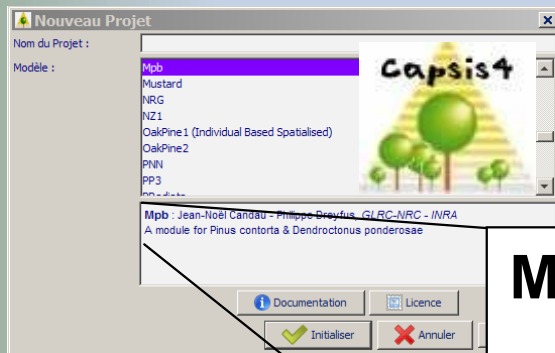 Nouveau Projet
Nom du Projet :
Modèle :
Mpb
Mustard
NRG
NZ1
OakPine1 (Individual Based Spatialised)
OakPine2
PNN
PP3
Capsis4
Mpb : Jean-Noël Candau - Philippe Dreyfus, GLRC-NRC - INRA
A module for Pinus contorta & Dendroctonus ponderosae
M
Documentation
Licence
Initialiser
Annuler